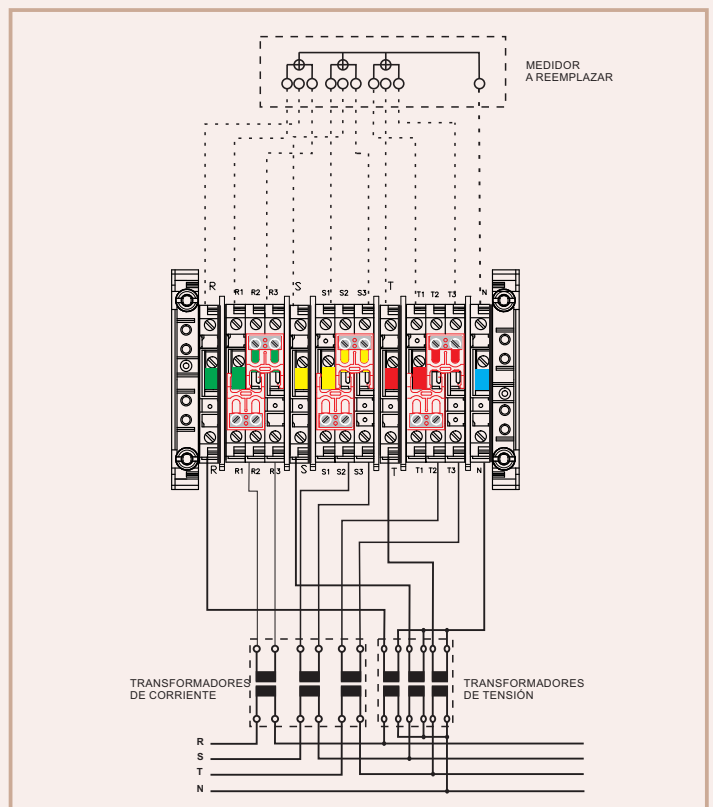 MEDIDOR
A REEMPLAZAR
R R1 R2 R3 S S1 S2 S3 T T1 T2 T3 N
R R1 R2 R3 S S1 S2 S3 T T1 T2 T3 N
TRANSFORMADORES
DE CORRIENTE
TRANSFORMADORES
DE TENSIÓN
R
S
T
N